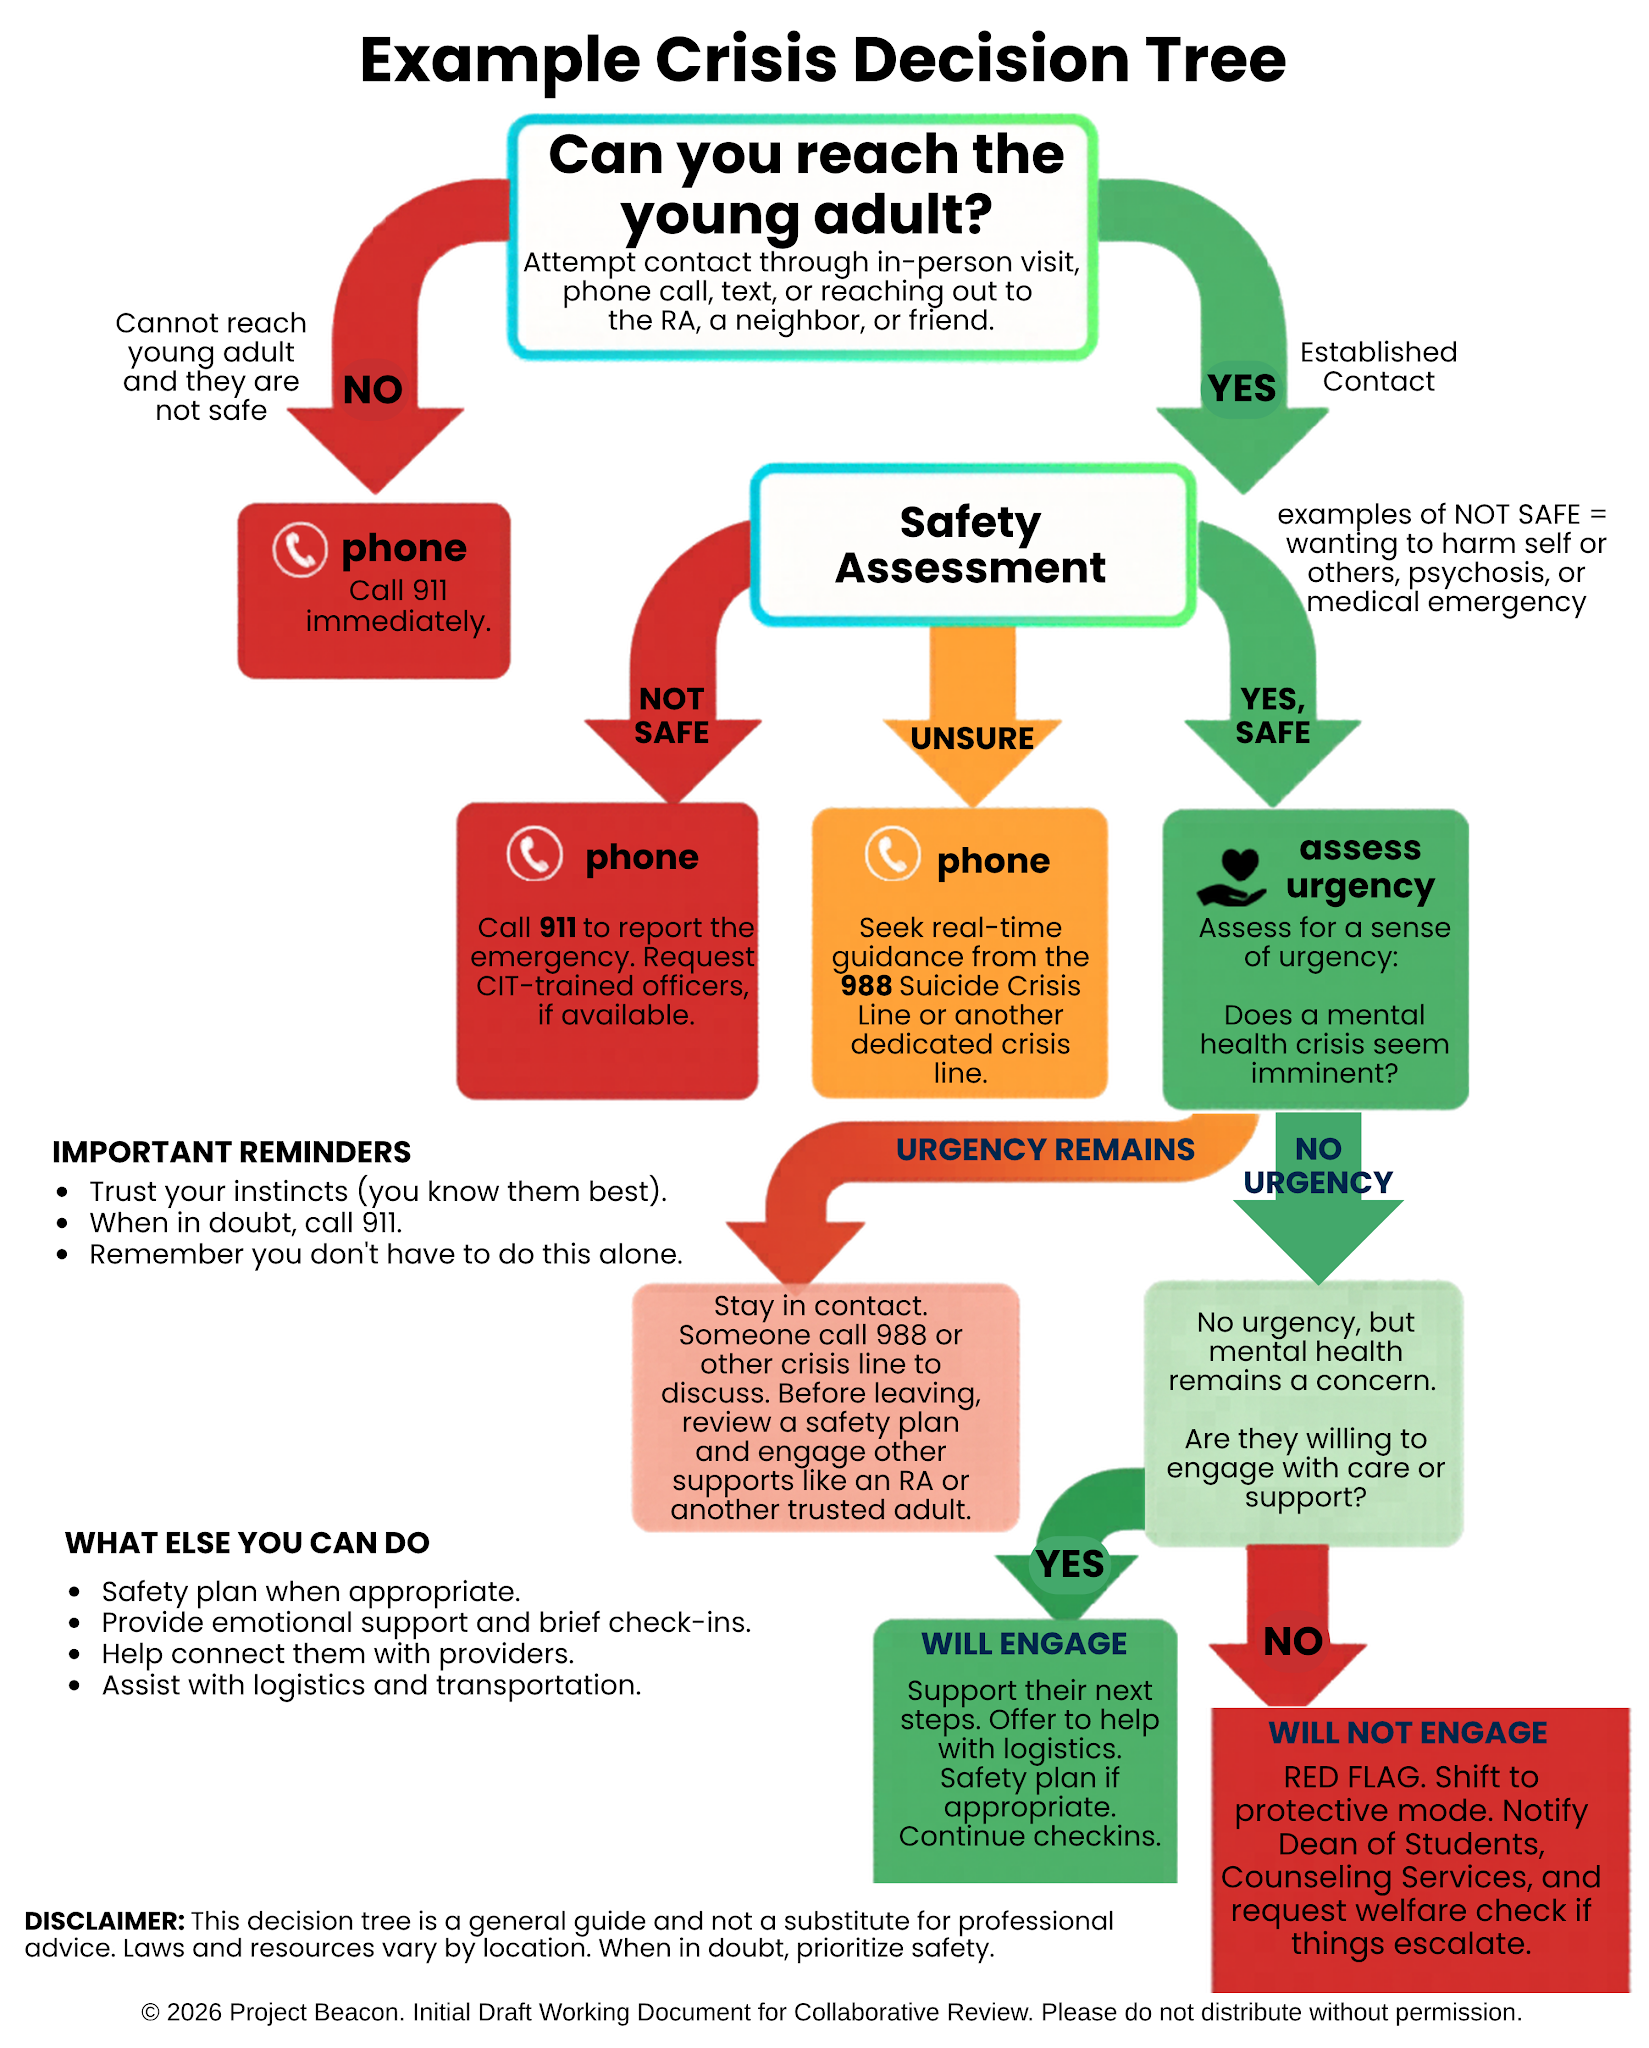 Example Crisis Decision Tree
Can you reach the
young adult?
Attempt contact through in-person visit,
phone call, text, or reaching out to
the RA, a neighbor, or friend.
Cannot reach
young adult
and they are
not safe
NO
YES
Established
Contact
phone
Call 911
immediately.
Safety
Assessment
examples of NOT SAFE =
wanting to harm self or
others, psychosis, or
medical emergency
NOT
SAFE
UNSURE
YES,
SAFE
phone
Call 911 to report the
emergency. Request
CIT-trained officers,
if available.
phone
Seek real-time
guidance from the
988 Suicide Crisis
Line or another
dedicated crisis
line.
assess
urgency
Assess for a sense
of urgency:
Does a mental
health crisis seem
imminent?
IMPORTANT REMINDERS
• Trust your instincts (you know them best).
• When in doubt, call 911.
• Remember you don't have to do this alone.
URGENCY REMAINS
NO
URGENCY
Stay in contact.
Someone call 988 or
other crisis line to
discuss. Before leaving,
review a safety plan
and engage other
supports like an RA or
another trusted adult.
No urgency, but
mental health
remains a concern.
Are they willing to
engage with care or
support?
WHAT ELSE YOU CAN DO
• Safety plan when appropriate.
• Provide emotional support and brief check-ins.
• Help connect them with providers.
• Assist with logistics and transportation.
YES
NO
WILL ENGAGE
Support their next
steps. Offer to help
with logistics.
Safety plan if
appropriate.
Continue checkins.
WILL NOT ENGAGE
RED FLAG. Shift to
protective mode. Notify
Dean of Students,
Counseling Services, and
request welfare check if
things escalate.
DISCLAIMER: This decision tree is a general guide and not a substitute for professional
advice. Laws and resources vary by location. When in doubt, prioritize safety.
© 2026 Project Beacon. Initial Draft Working Document for Collaborative Review. Please do not distribute without permission.